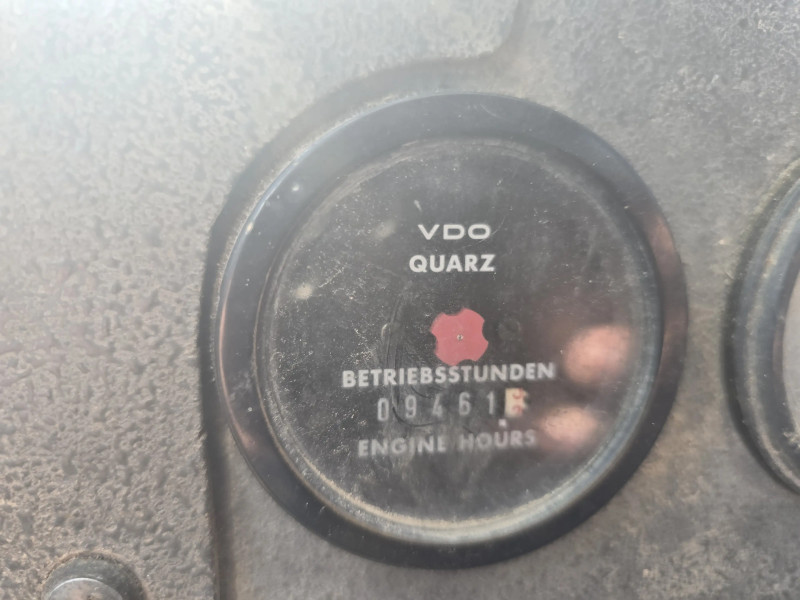 VDO
QUARZ
BETRIEBSSTUNDEN
09461
ENGINE HOURS